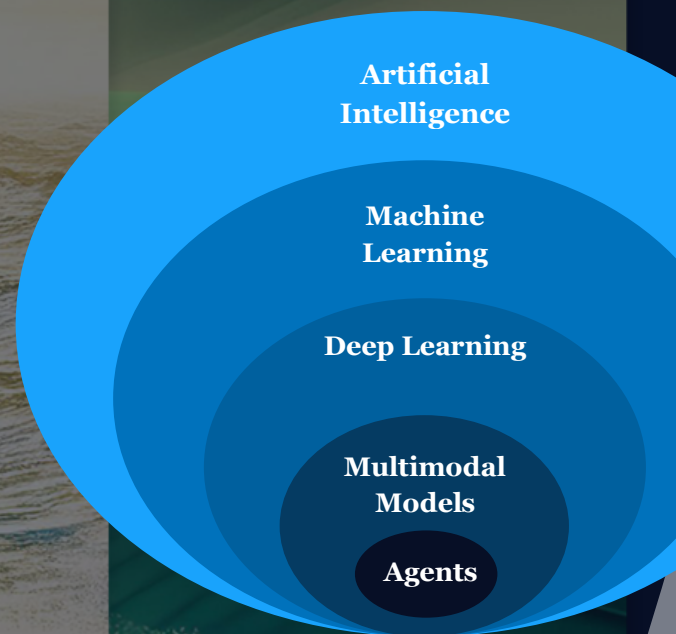 Artificial
Intelligence
Machine
Learning
Deep Learning
Multimodal
Models
Agents